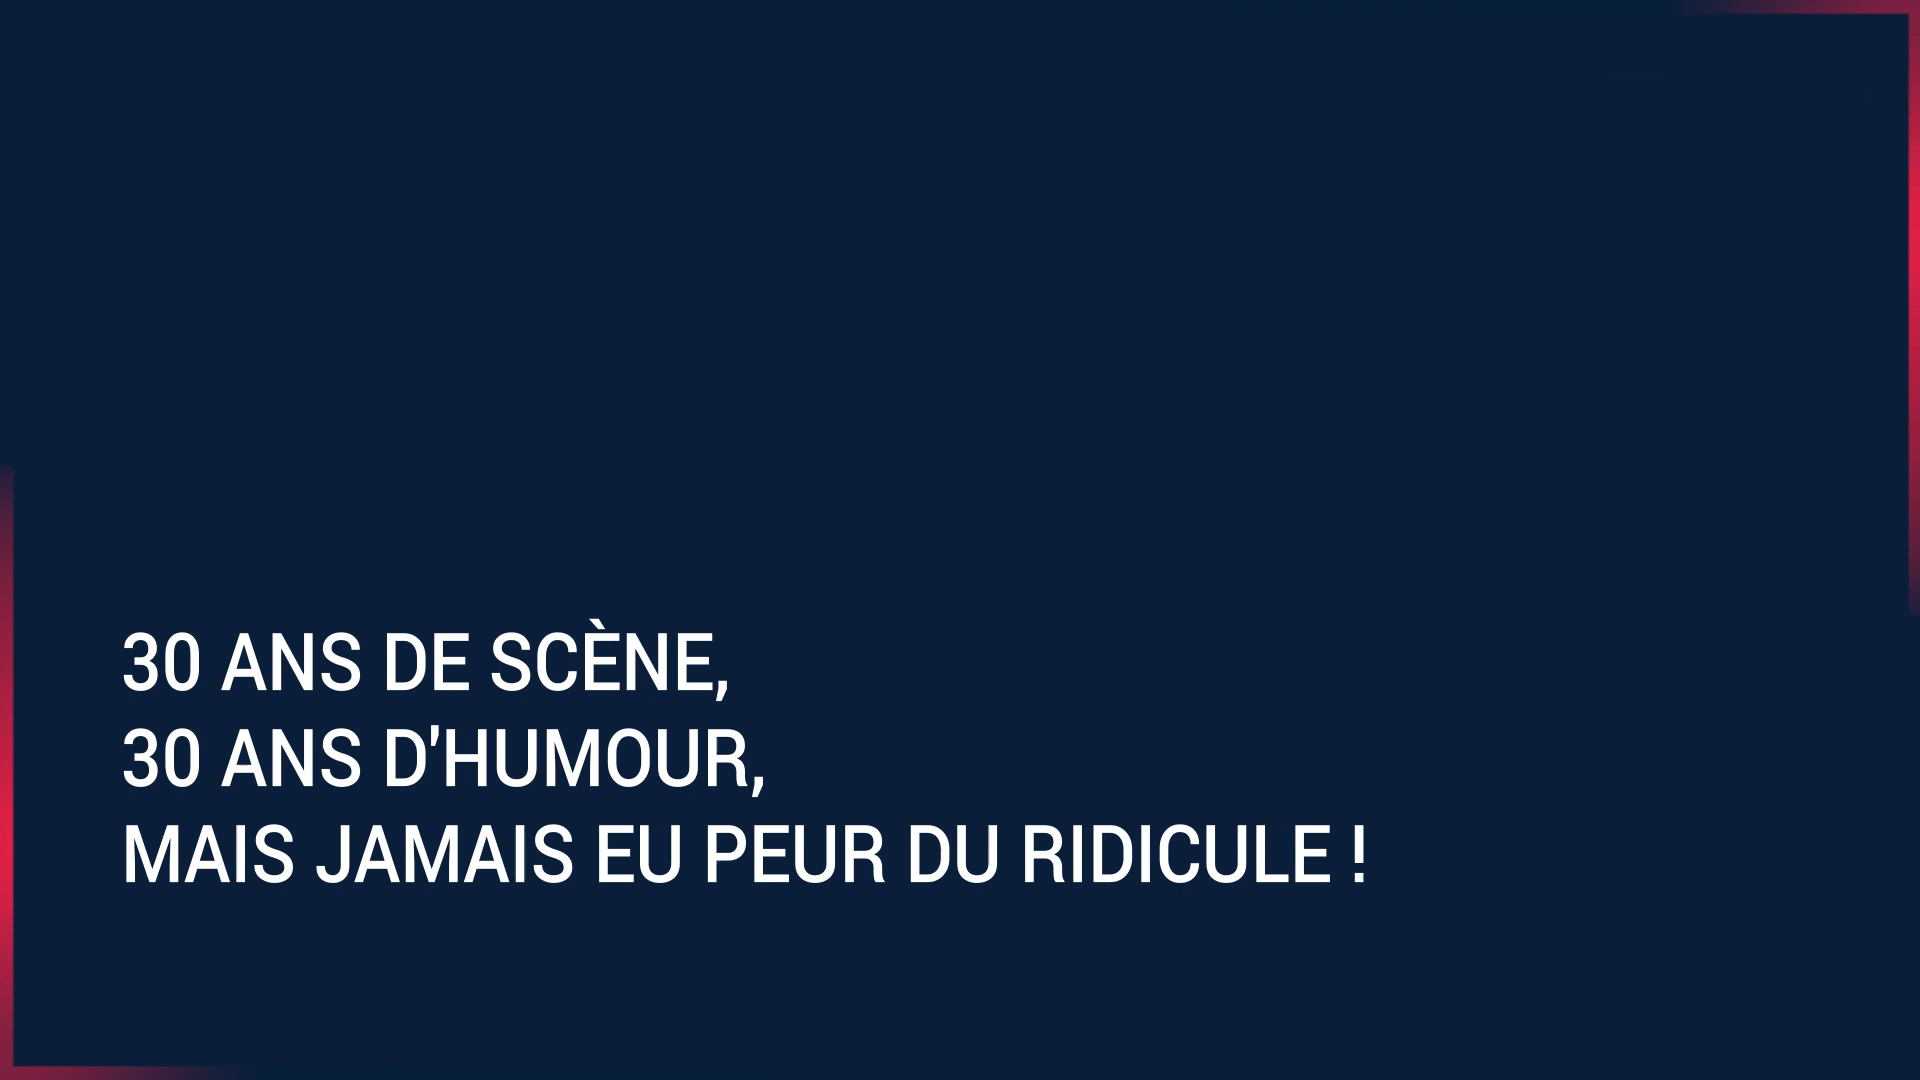 30 ANS DE SCÈNE,
30 ANS D'HUMOUR,
MAIS JAMAIS EU PEUR DU RIDICULE !